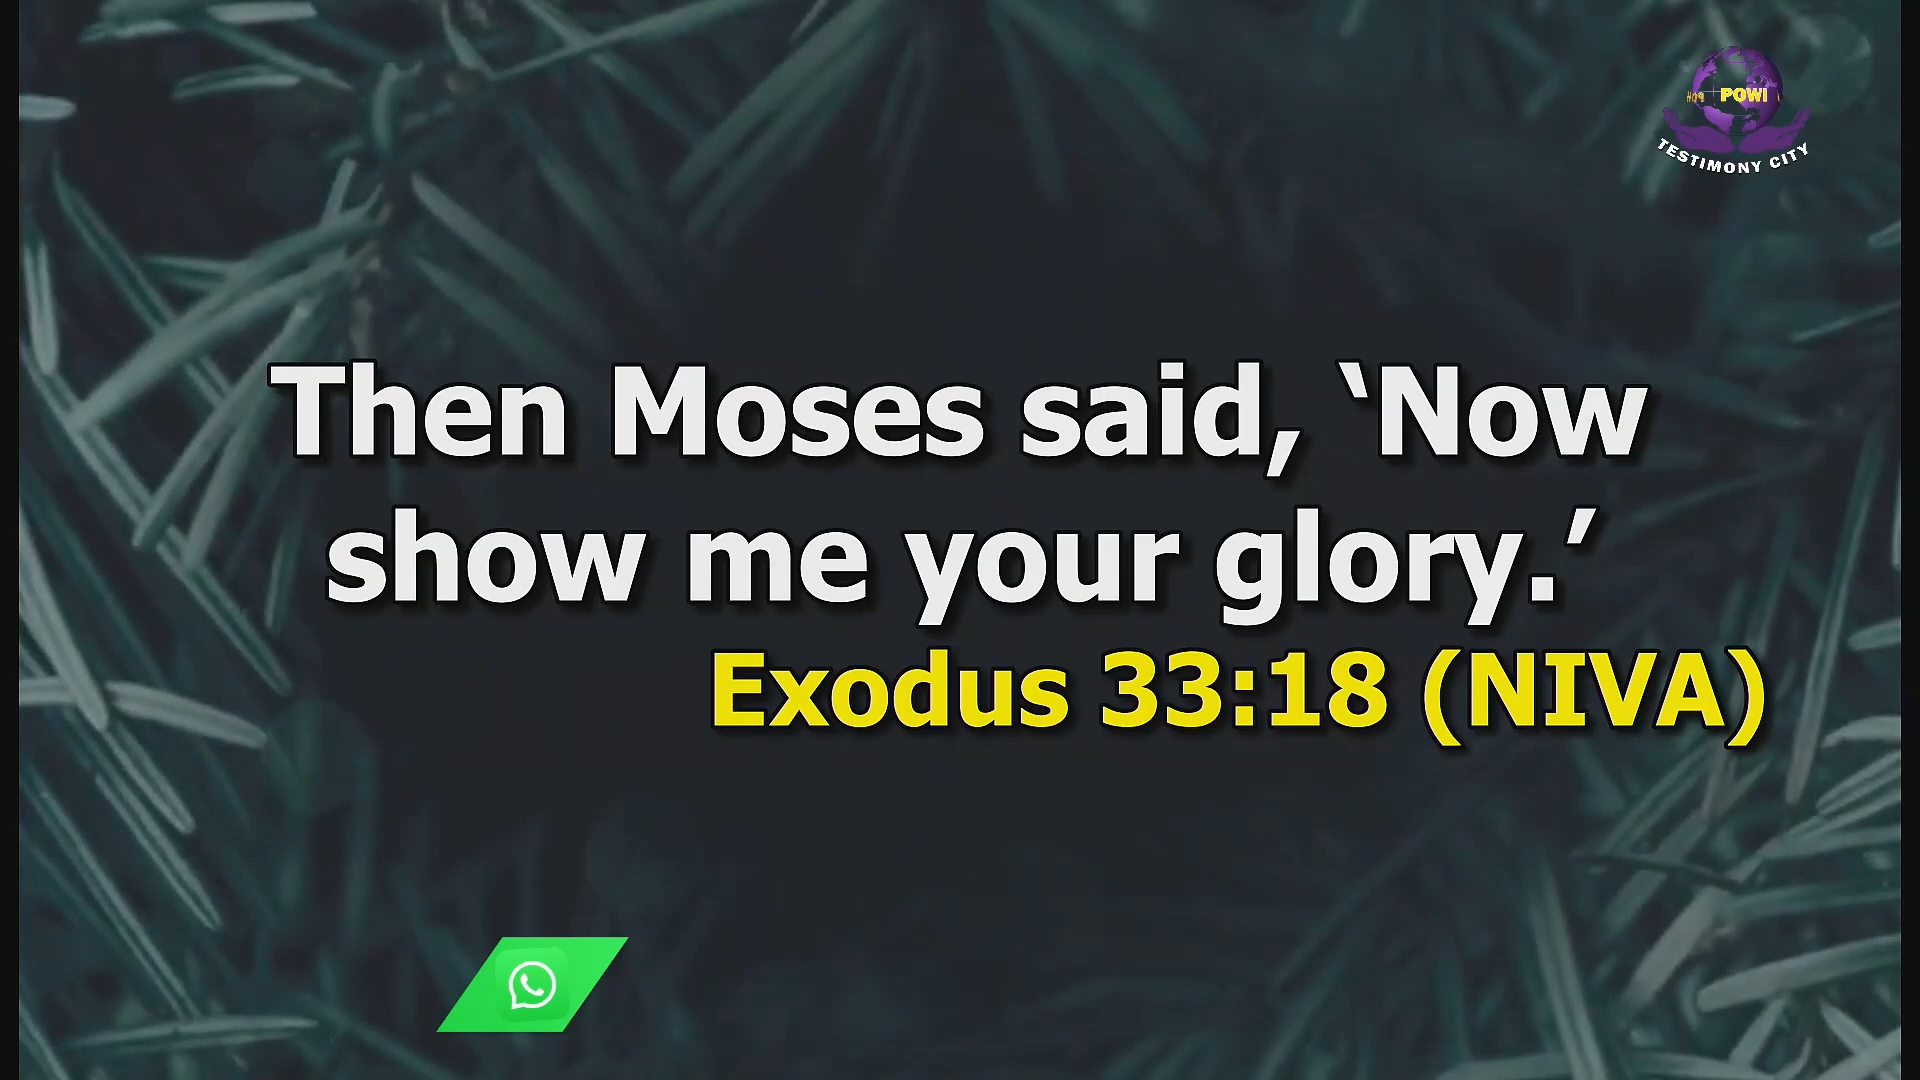 POWI
TESTIMONY CITY
Then Moses said, ‘Now
show me your glory.’
Exodus 33:18 (NIVA)